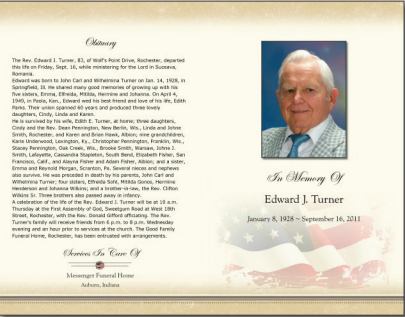 Obituary
The Rev. Edward J. Turner, 83, of Wolf's Point Drive, Rochester, departed
this life on Friday, Sept. 16, while ministering for the Lord in Suceava,
Romania.
Edward was born to John Carl and Wilhelmina Turner on Jan. 14, 1928, in
Springfield, Ill. He shared many good memories of growing up with his
five sisters, Emma, Elfreida, Mitilda, Hermine and Johanna. On April 4,
1949, in Paola, Kan., Edward wed his best friend and love of his life, Edith
Parks. Their union spanned 60 years and produced three lovely
daughters, Cindy, Linda and Karen.
He is survived by his wife, Edith E. Turner, at home; three daughters,
Cindy and the Rev. Dean Pennington, New Berlin, Wis., Linda and Johne
Smith, Rochester, and Karen and Brian Hawk, Albion; nine grandchildren,
Karie Underwood, Lexington, Ky., Christopher Pennington, Franklin, Wis.,
Stacey Pennington, Oak Creek, Wis., Brooke Smith, Warsaw, Johne J.
Smith, Lafayette, Cassandra Stapleton, South Bend, Elizabeth Fisher, San
Francisco, Calif., and Alayna Fisher and Adam Fisher, Albion; and a sister,
Emma and Reynold Morgan, Scranton, Pa. Several nieces and nephews
also survive. He was preceded in death by his parents, John Carl and
Wilhelmina Turner; four sisters, Elfreida Sohl, Mitilda Gonos, Hermine
Henderson and Johanna Wilkins; and a brother-in-law, the Rev. Clifton
Wilkins Sr. Three brothers also passed away in infancy.
A celebration of the life of the Rev. Edward J. Turner will be at 10 a.m.
Thursday at the First Assembly of God, Sweetgum Road at West 18th
Street, Rochester, with the Rev. Donald Gifford officiating. The Rev.
Turner's family will receive friends from 6 p.m. to 8 p.m. Wednesday
evening and an hour prior to services at the church. The Good Family
Funeral Home, Rochester, has been entrusted with arrangements.
Services In Care Of
Messenger Funeral Home
Auburn, Indiana
In Memory Of
Edward J. Turner
January 8, 1928 ~ September 16, 2011